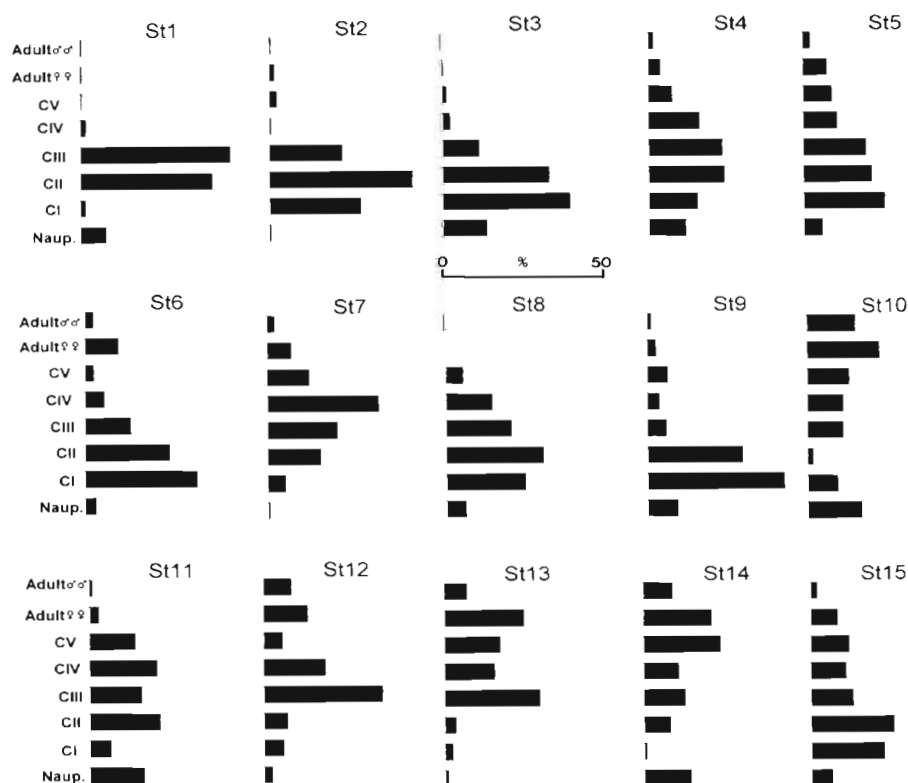 St1 St2 St3 St4 St5
Adult♂♂
Adult♀♀
CV
CIV
CIII
CII
CI
Naup.
0 % 50
St6 St7 St8 St9 St10
Adult♂♂
Adult♀♀
CV
CIV
CIII
CII
CI
Naup.
St11 St12 St13 St14 St15
Adult♂♂
Adult♀♀
CV
CIV
CIII
CII
CI
Naup.